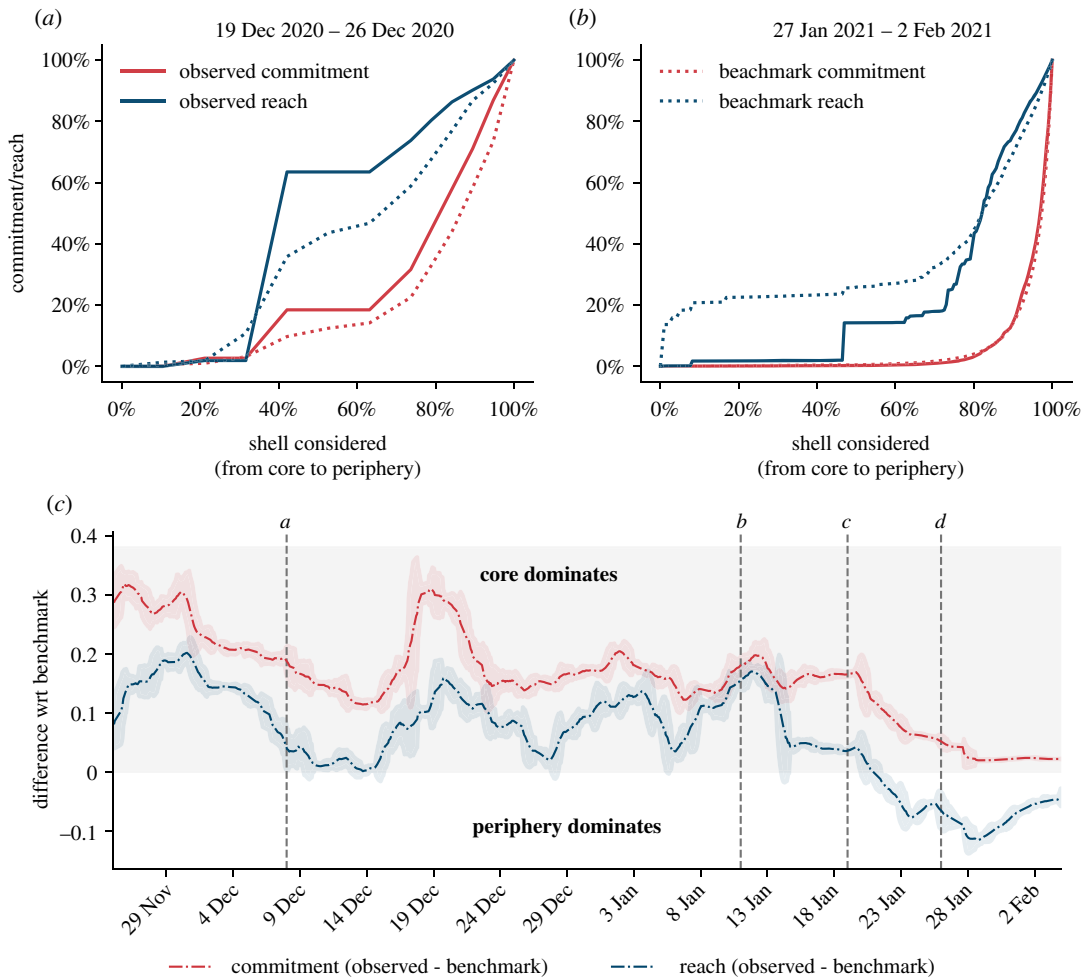 (a)
19 Dec 2020 – 26 Dec 2020
100%
80%
60%
40%
20%
0%
commitment/reach
observed commitment
observed reach
0% 20% 40% 60% 80% 100%
shell considered
(from core to periphery)
(b)
27 Jan 2021 – 2 Feb 2021
100%
80%
60%
40%
20%
0%
beachmark commitment
beachmark reach
0% 20% 40% 60% 80% 100%
shell considered
(from core to periphery)
(c)
a b c d
0.4
0.3
0.2
0.1
0
–0.1
difference wrt benchmark
core dominates
periphery dominates
29 Nov 4 Dec 9 Dec 14 Dec 19 Dec 24 Dec 29 Dec 3 Jan 8 Jan 13 Jan 18 Jan 23 Jan 28 Jan 2 Feb
commitment (observed - benchmark) reach (observed - benchmark)